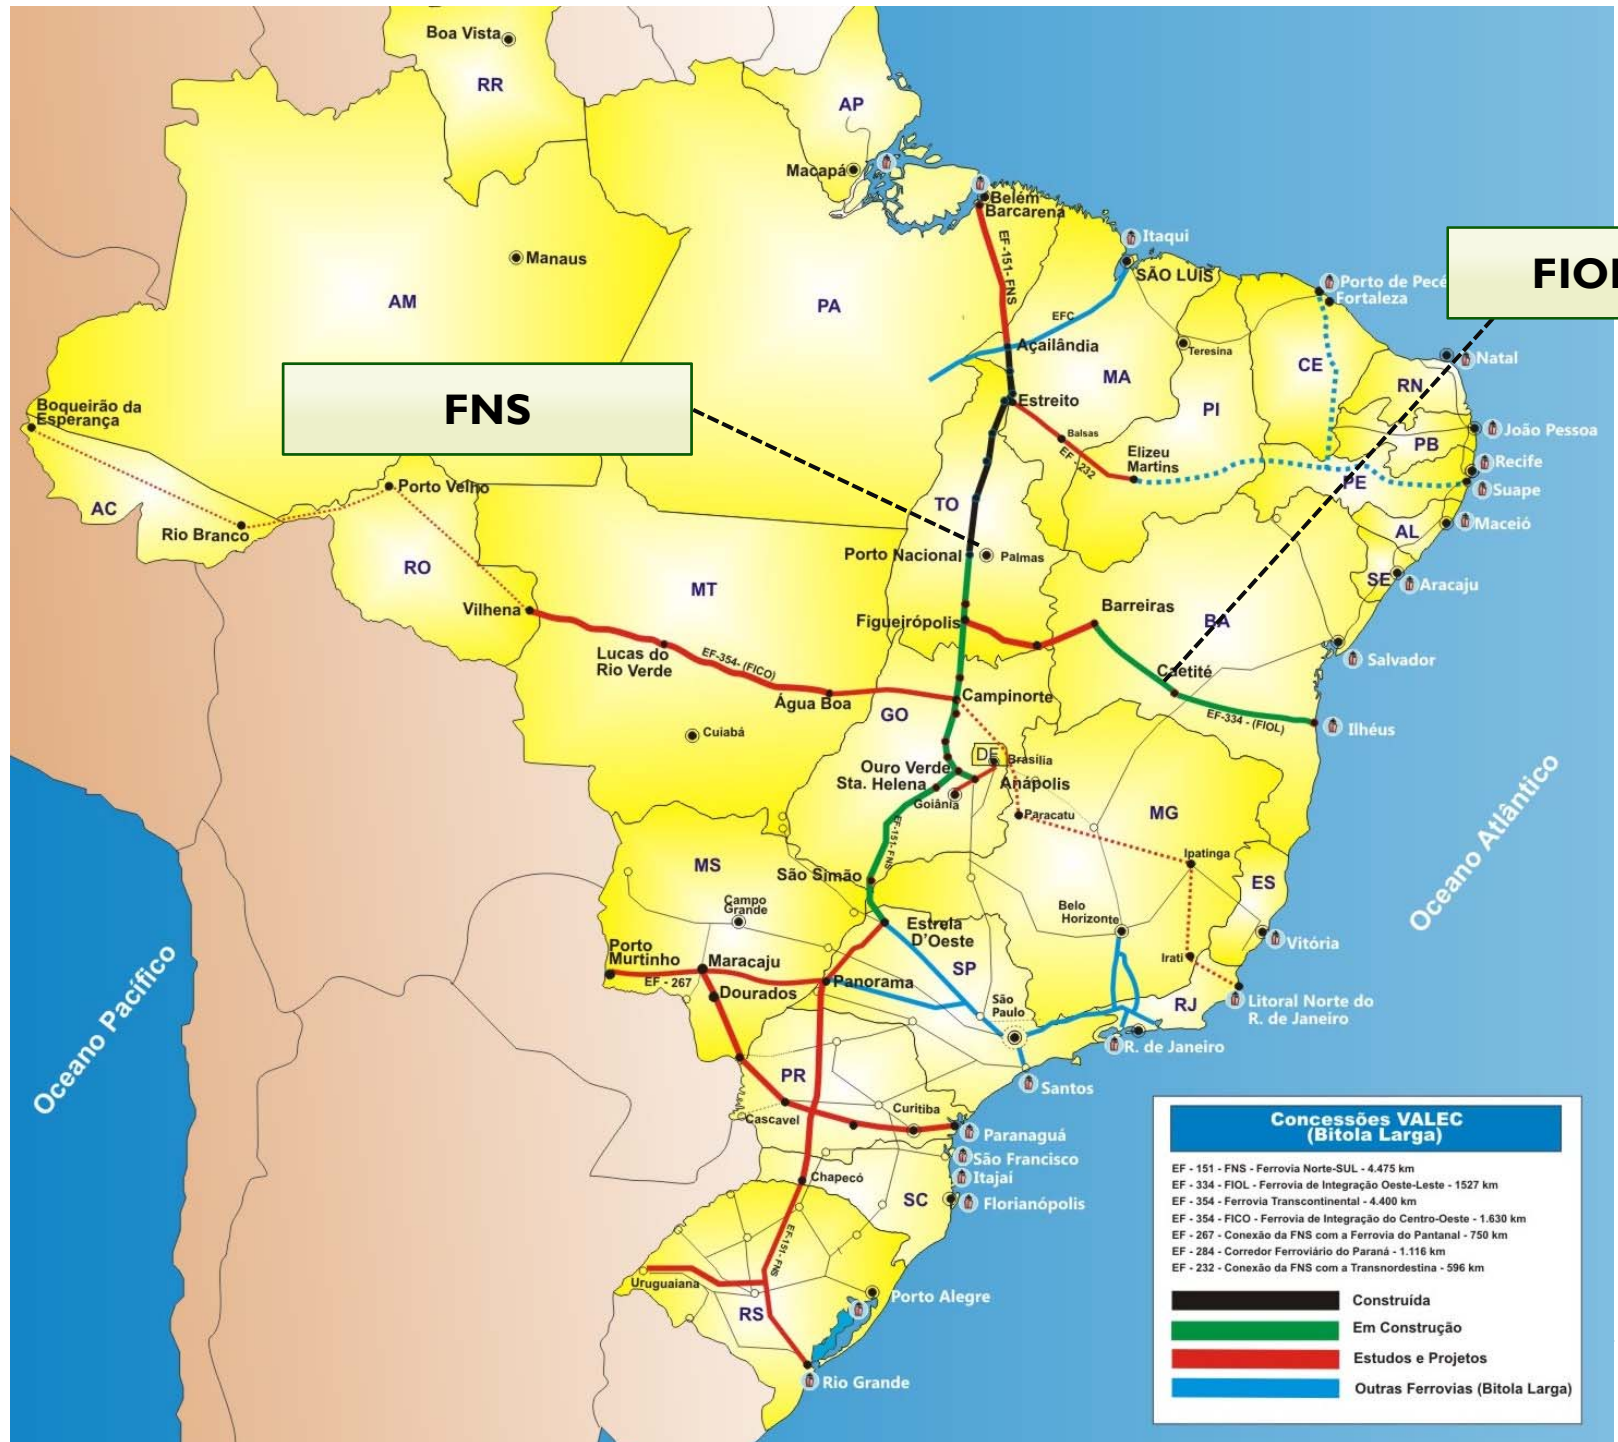 Boa Vista
RR
AP
Macapá
Belém
Barcarena
EF -151- FNS
Itaqui
SÃO LUÍS
Manaus
AM
PA
EFC
Açailândia
MA
Teresina
Porto de Pecé
Fortaleza
FIOL
CE
Natal
RN
FNS
Boqueirão da
Esperança
Estreito
PI
João Pessoa
PB
Balsas
Elizeu
Martins
EF - 232
Recife
PE
Suape
AC
Porto Velho
Rio Branco
TO
AL
Maceió
RO
MT
Porto Nacional
Palmas
SE
Aracaju
Vilhena
Figueirópolis
Barreiras
BA
Lucas do
Rio Verde
EF-354- (FICO)
Água Boa
Campinorte
Caetité
Salvador
EF-334 - (FIOL)
Ilhéus
GO
Cuiabá
DF
Brasília
Ouro Verde
Sta. Helena
Anápolis
Goiânia
Paracatu
MG
EF-151- FNS
Ipatinga
MS
São Simão
ES
Campo
Grande
Belo
Horizonte
Estrela
D'Oeste
Vitória
Porto
Murtinho
Maracaju
EF - 267
Dourados
Panorama
SP
Irati
São
Paulo
RJ
Litoral Norte do
R. de Janeiro
R. de Janeiro
Santos
Oceano Pacífico
Oceano Atlântico
PR
Cascavel
Curitiba
Paranaguá
São Francisco
Itajaí
Chapecó
SC
Florianópolis
EF-151- FNS
Uruguaiana
RS
Porto Alegre
Rio Grande
Concessões VALEC
(Bitola Larga)
EF - 151 - FNS - Ferrovia Norte-SUL - 4.475 km
EF - 334 - FIOL - Ferrovia de Integração Oeste-Leste - 1527 km
EF - 354 - Ferrovia Transcontinental - 4.400 km
EF - 354 - FICO - Ferrovia de Integração do Centro-Oeste - 1.630 km
EF - 267 - Conexão da FNS com a Ferrovia do Pantanal - 750 km
EF - 284 - Corredor Ferroviário do Paraná - 1.116 km
EF - 232 - Conexão da FNS com a Transnordestina - 596 km
Construída
Em Construção
Estudos e Projetos
Outras Ferrovias (Bitola Larga)